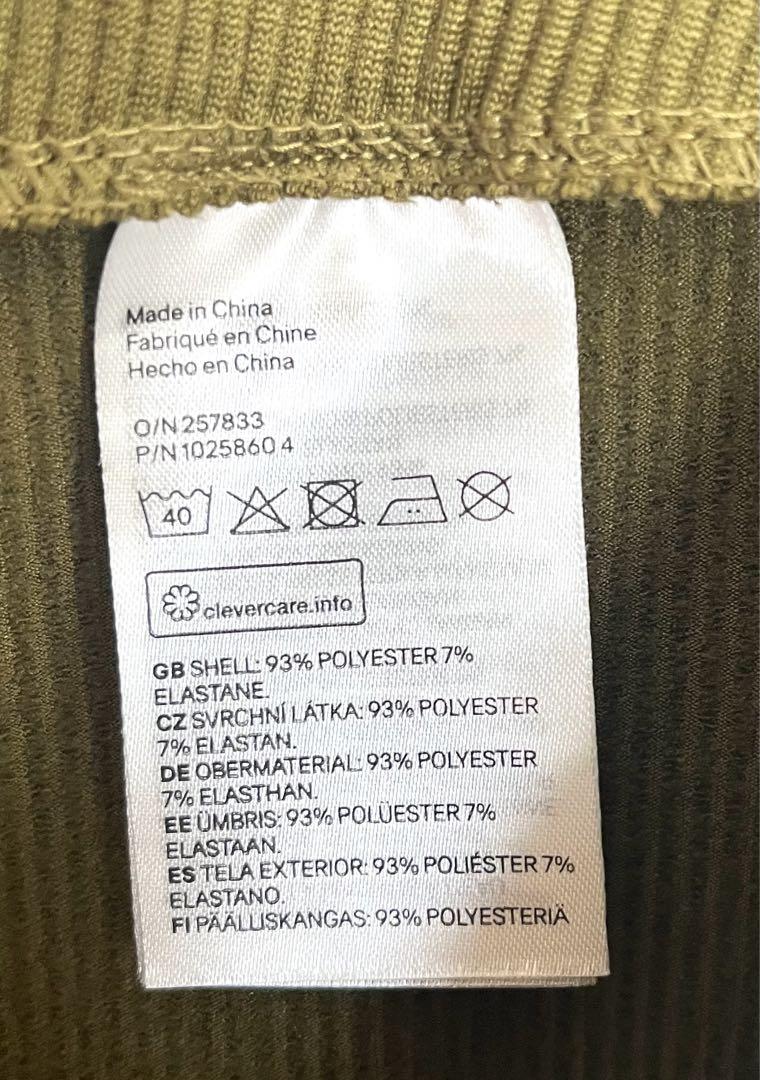 Made in China
Fabriqué en Chine
Hecho en China
O/N 257833
P/N 1025860 4
40
clevercare.info
GB SHELL: 93% POLYESTER 7%
ELASTANE.
CZ SVRCHNÍ LÁTKA: 93% POLYESTER
7% ELASTAN.
DE OBERMATERIAL: 93% POLYESTER
7% ELASTHAN.
EE ÜMBRIS: 93% POLÜESTER 7%
ELASTAAN.
ES TELA EXTERIOR: 93% POLIÉSTER 7%
ELASTANO.
FI PÄÄLLISKANGAS: 93% POLYESTERIÄ